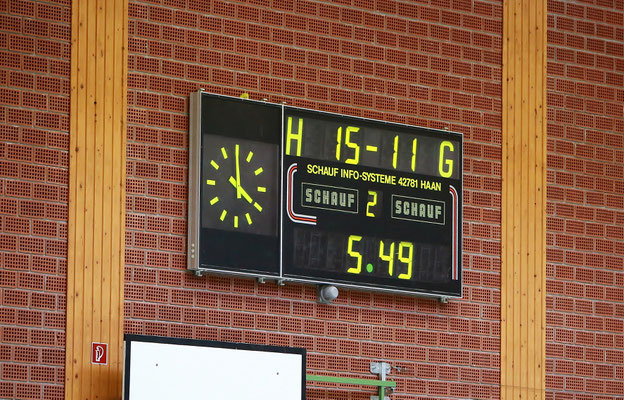 H 15-11 G
SCHAUF INFO-SYSTEME 42781 HAAN
SCHAUF 2 SCHAUF
5.49